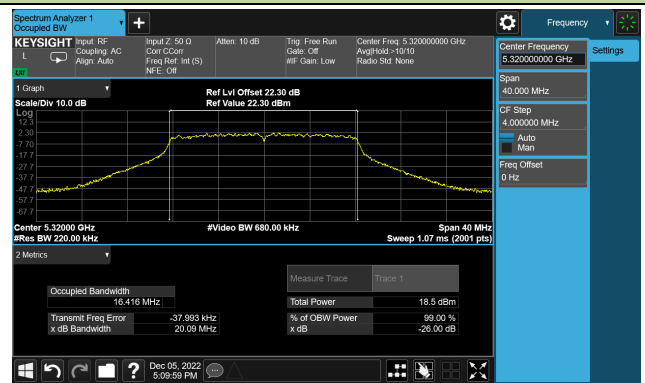 Spectrum Analyzer 1
Occupied BW
Frequency
KEYSIGHT
L
Input: RF
Coupling: AC
Align: Auto
Input Z: 50 Ω
Corr CCorr
Freq Ref: Int (S)
NFE: Off
Atten: 10 dB
Trig: Free Run
Gate: Off
#IF Gain: Low
Center Freq: 5.320000000 GHz
Avg|Hold:>10/10
Radio Std: None
Center Frequency
5.320000000 GHz
Settings
Span
40.000 MHz
CF Step
4.000000 MHz
Auto
Man
Freq Offset
0 Hz
1 Graph
Scale/Div 10.0 dB
Ref Lvl Offset 22.30 dB
Ref Value 22.30 dBm
Log
12.3
2.30
-7.70
-17.7
-27.7
-37.7
-47.7
-57.7
-67.7
Center 5.32000 GHz
#Video BW 680.00 kHz
Span 40 MHz
#Res BW 220.00 kHz
Sweep 1.07 ms (2001 pts)
2 Metrics
Measure Trace
Trace 1
Occupied Bandwidth
16.416 MHz
Total Power
18.5 dBm
Transmit Freq Error
-37.993 kHz
% of OBW Power
99.00 %
x dB Bandwidth
20.09 MHz
x dB
-26.00 dB
Dec 05, 2022
5:09:59 PM